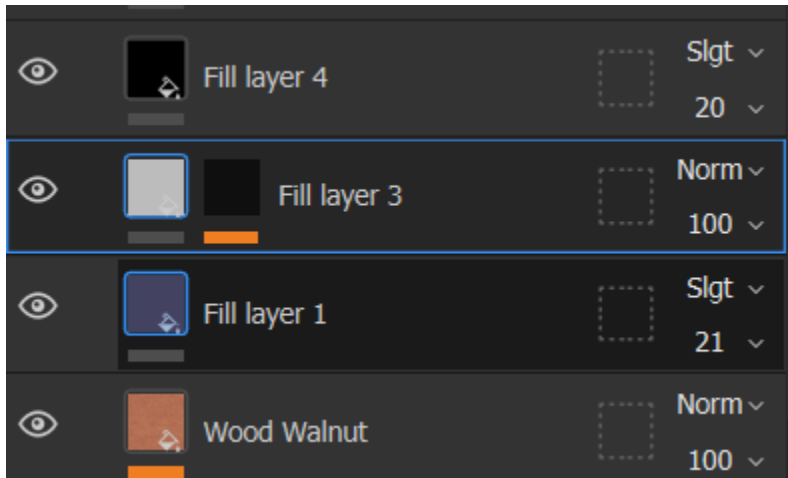 Fill layer 4
Slgt
20
Fill layer 3
Norm
100
Fill layer 1
Slgt
21
Wood Walnut
Norm
100